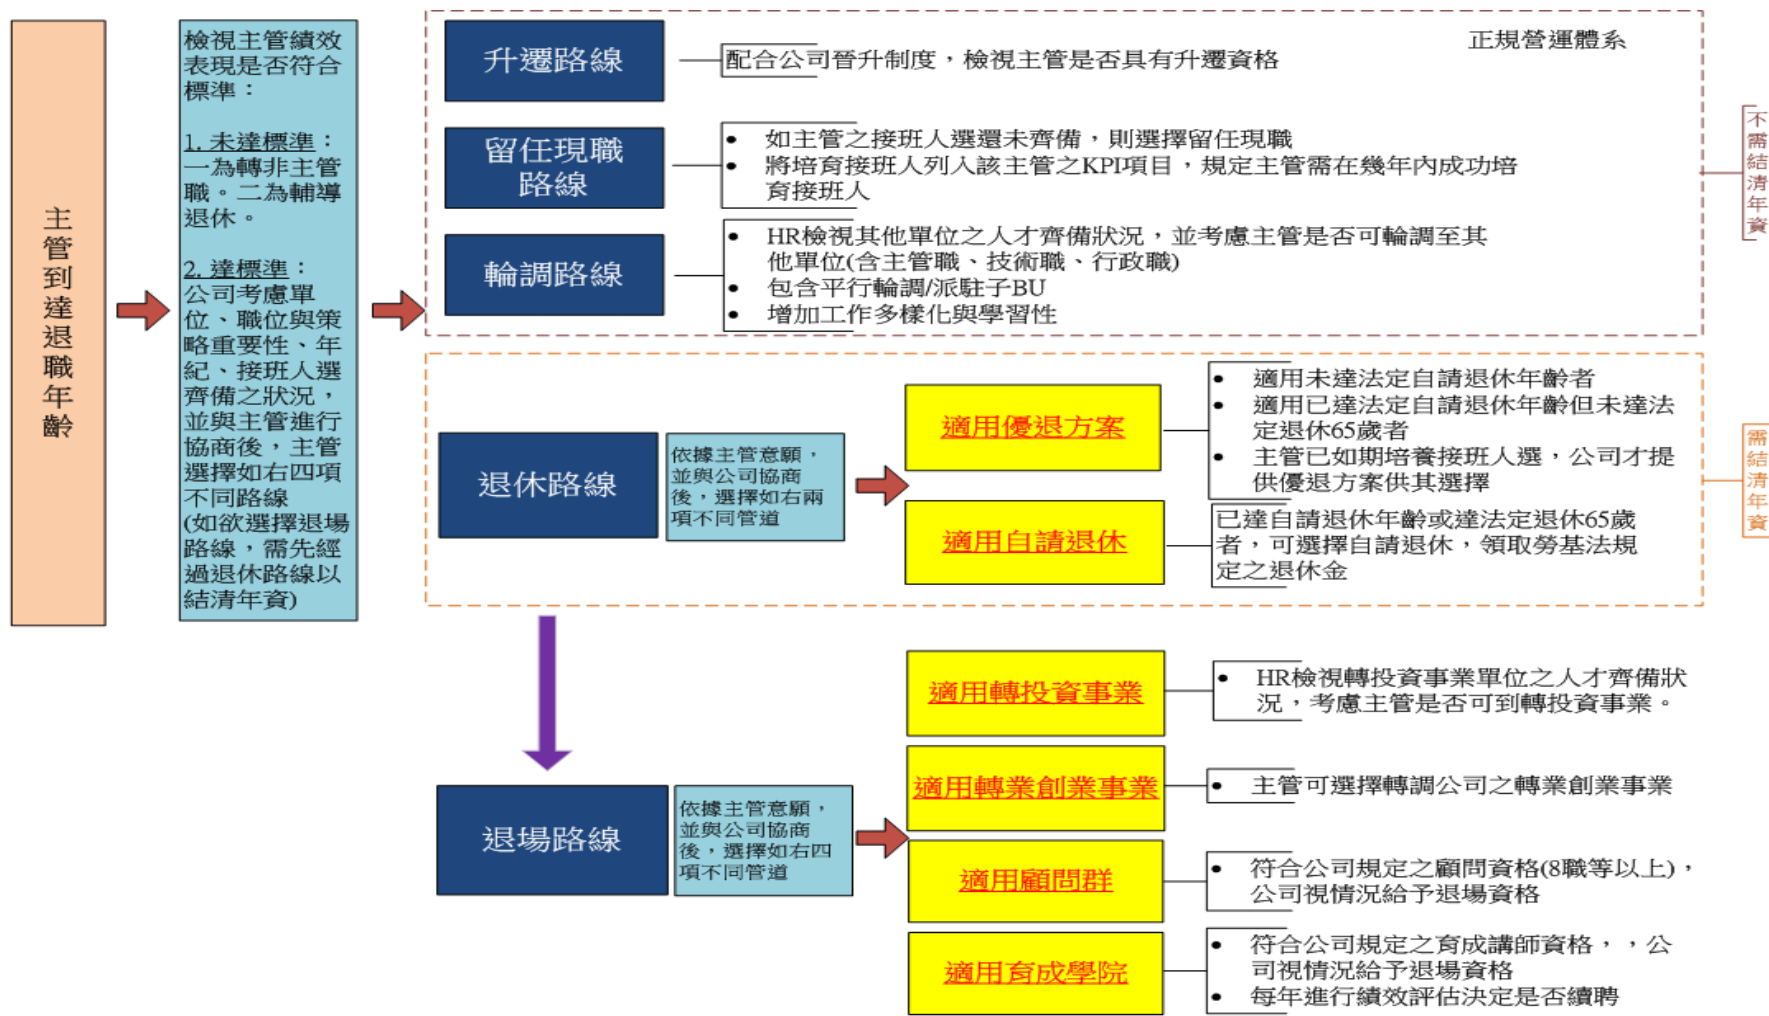 主管到達退職年齡
檢視主管績效
表現是否符合
標準：
1. 未達標準：
一為轉非主管
職。二為輔導
退休。
2. 達標準：
公司考慮單
位、職位與策
略重要性、年
紀、接班人選
齊備之狀況，
並與主管進行
協商後，主管
選擇如右四項
不同路線
(如欲選擇退場
路線，需先經
過退休路線以
結清年資)
正規營運體系
升遷路線
配合公司晉升制度，檢視主管是否具有升遷資格
留任現職
路線
• 如主管之接班人選還未齊備，則選擇留任現職
• 將培育接班人列入該主管之KPI項目，規定主管需在幾年內成功培
育接班人
輪調路線
• HR檢視其他單位之人才齊備狀況，並考慮主管是否可輪調至其
他單位(含主管職、技術職、行政職)
• 包含平行輪調/派駐子BU
• 增加工作多樣化與學習性
不需結清年資
退休路線
依據主管意願，
並與公司協商
後，選擇如右兩
項不同管道
適用優退方案
• 適用未達法定自請退休年齡者
• 適用已達法定自請退休年齡但未達法
定退休65歲者
• 主管已如期培養接班人選，公司才提
供優退方案供其選擇
適用自請退休
已達自請退休年齡或達法定退休65歲
者，可選擇自請退休，領取勞基法規
定之退休金
需結清年資
退場路線
依據主管意願，
並與公司協商
後，選擇如右四
項不同管道
適用轉投資事業
• HR檢視轉投資事業單位之人才齊備狀
況，考慮主管是否可到轉投資事業。
適用轉業創業事業
• 主管可選擇轉調公司之轉業創業事業
適用顧問群
• 符合公司規定之顧問資格(8職等以上)，
公司視情況給予退場資格
適用育成學院
• 符合公司規定之育成講師資格，，公
司視情況給予退場資格
• 每年進行績效評估決定是否續聘